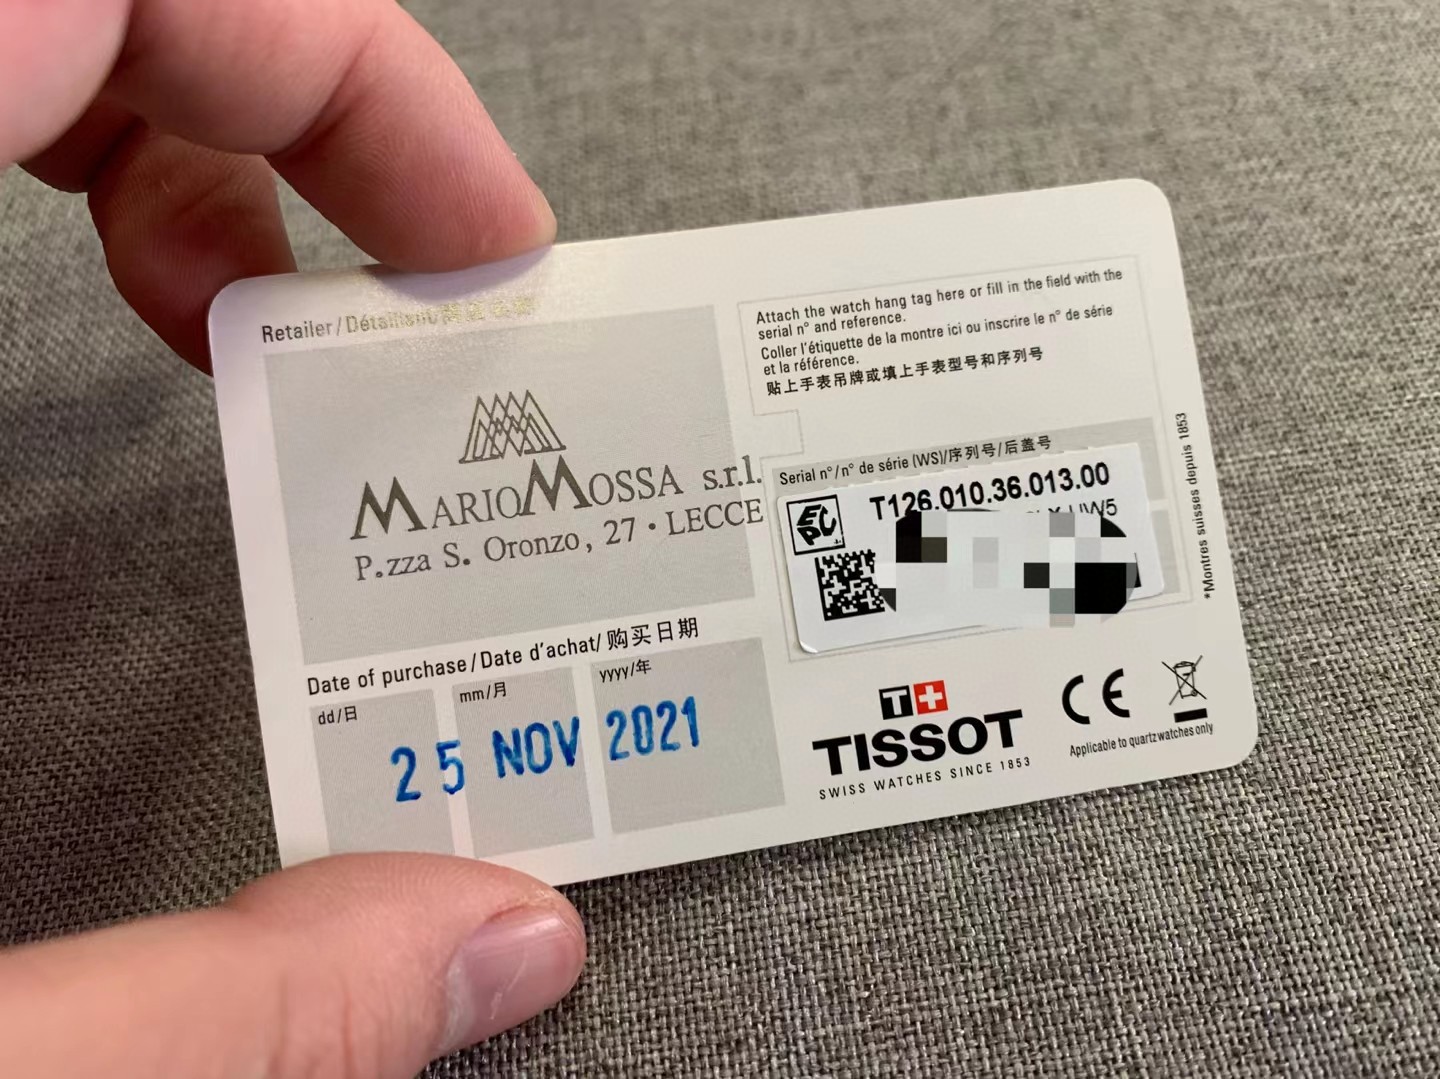 Retailer/Détaillant/
MARIOMOSSA s.r.l.
P.zza S. Oronzo, 27 · LECCE
Date of purchase/Date d'achat/购买日期
dd/日
mm/月
yyyy/年
25 NOV 2021
Attach the watch hang tag here or fill in the field with the
serial n° and reference.
Coller l'étiquette de la montre ici ou inscrire le n° de série
et la référence.
贴上手表吊牌或填上手表型号和序列号
Serial n°/n° de série (WS)/序列号/后盖号
EPC
T126.010.36.013.00
UW5
T+
TISSOT
SWISS WATCHES SINCE 1853
CE
Applicable to quartz watches only
*Montres suisses depuis 1853